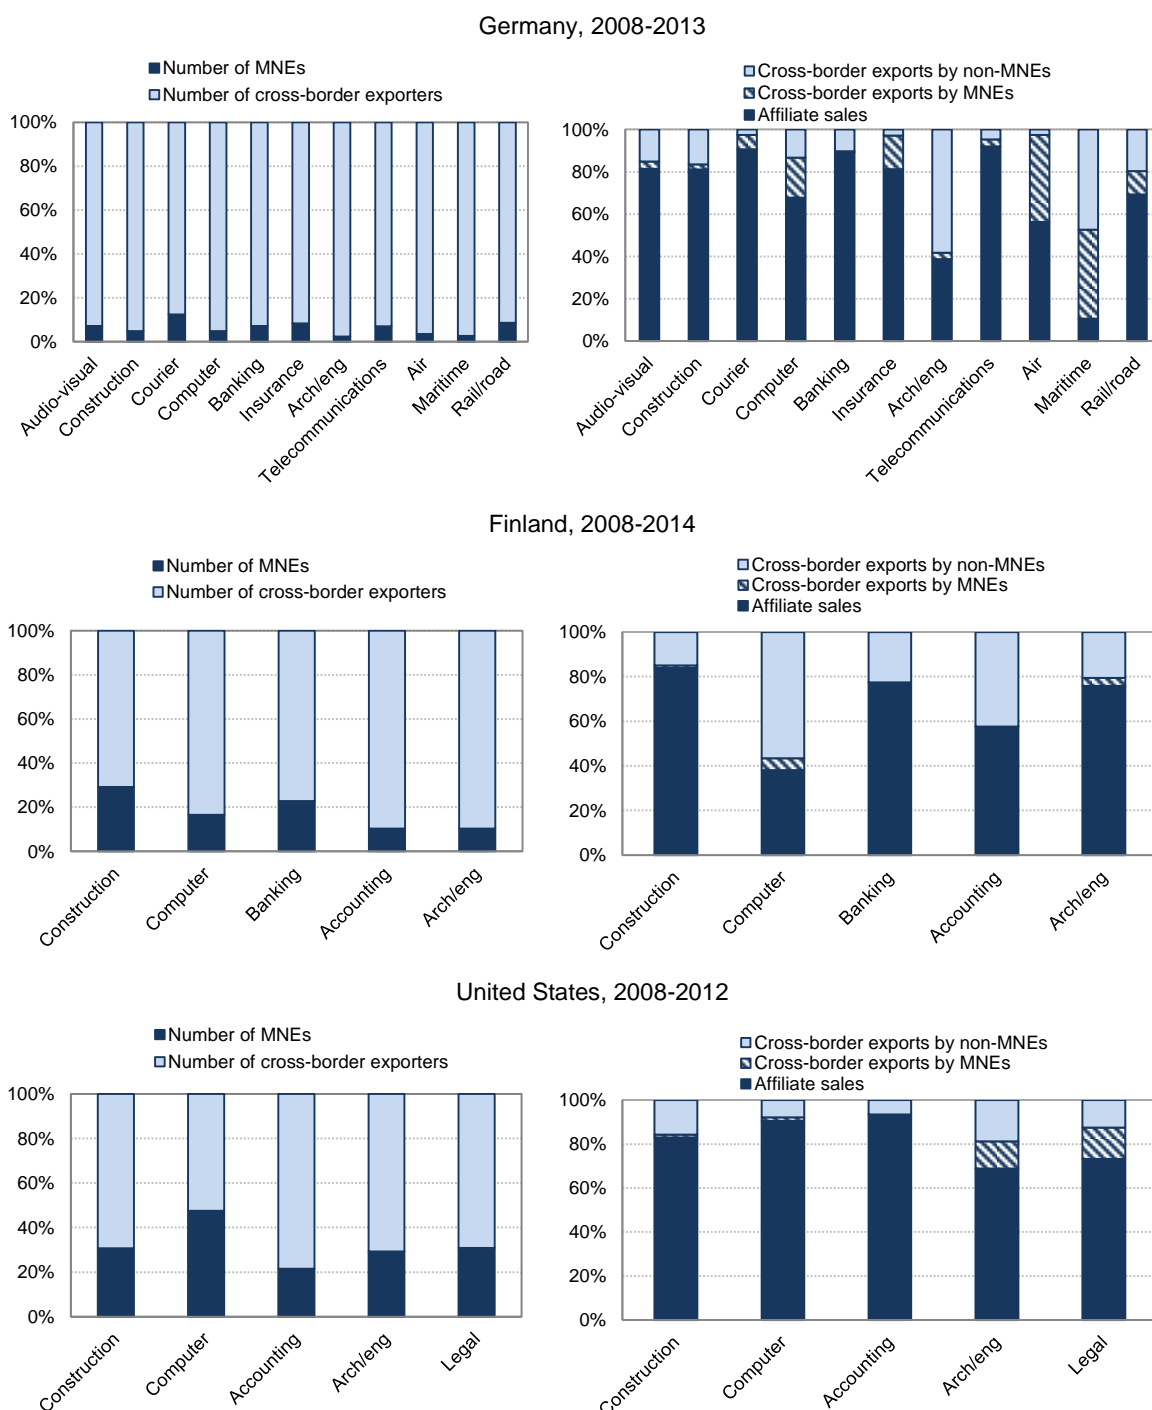 Germany, 2008-2013
Number of MNEs
Number of cross-border exporters
100%
80%
60%
40%
20%
0%
Audio-visual
Construction
Courier
Computer
Banking
Insurance
Arch/eng
Telecommunications
Air
Maritime
Rail/road
Cross-border exports by non-MNEs
Cross-border exports by MNEs
Affiliate sales
100%
80%
60%
40%
20%
0%
Audio-visual
Construction
Courier
Computer
Banking
Insurance
Arch/eng
Telecommunications
Air
Maritime
Rail/road
Finland, 2008-2014
Number of MNEs
Number of cross-border exporters
100%
80%
60%
40%
20%
0%
Construction
Computer
Banking
Accounting
Arch/eng
Cross-border exports by non-MNEs
Cross-border exports by MNEs
Affiliate sales
100%
80%
60%
40%
20%
0%
Construction
Computer
Banking
Accounting
Arch/eng
United States, 2008-2012
Number of MNEs
Number of cross-border exporters
100%
80%
60%
40%
20%
0%
Construction
Computer
Accounting
Arch/eng
Legal
Cross-border exports by non-MNEs
Cross-border exports by MNEs
Affiliate sales
100%
80%
60%
40%
20%
0%
Construction
Computer
Accounting
Arch/eng
Legal